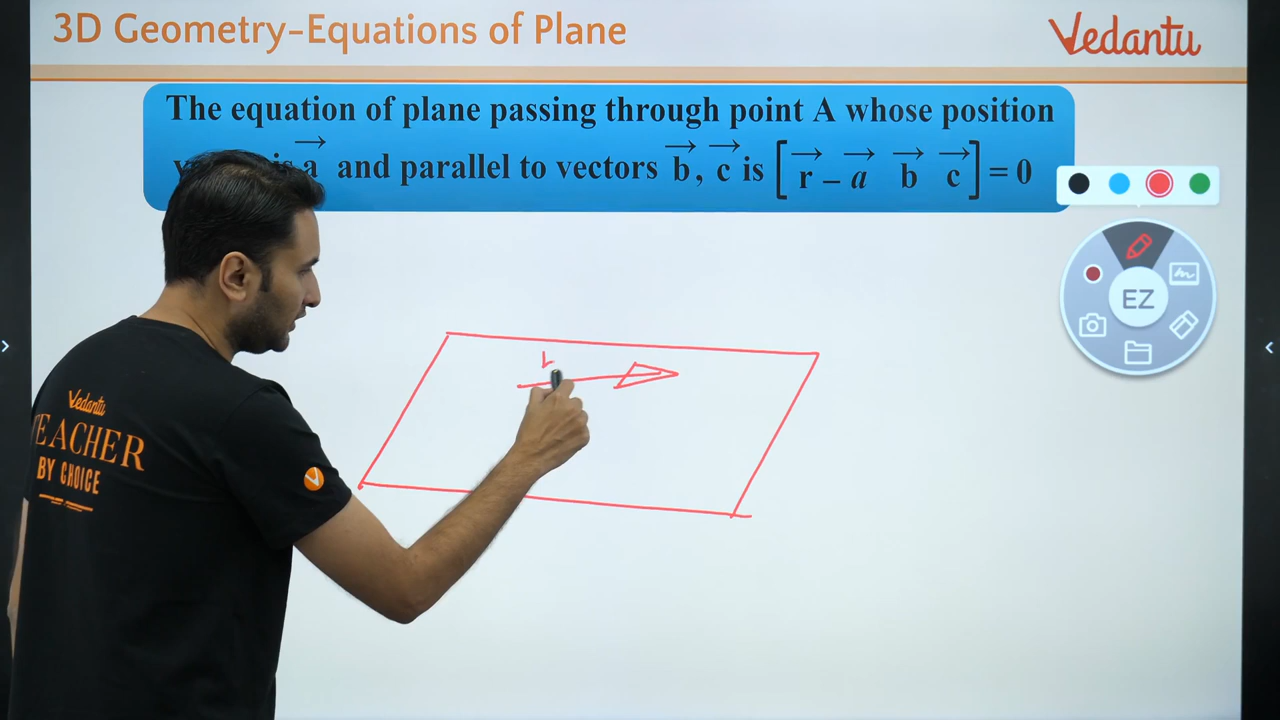 3D Geometry-Equations of Plane
Vedantu
The equation of plane passing through point A whose position
is a⃗ and parallel to vectors b⃗, c⃗ is [r⃗ – a⃗ b⃗ c⃗] = 0
EZ
Vedantu
TEACHER
BY CHOICE